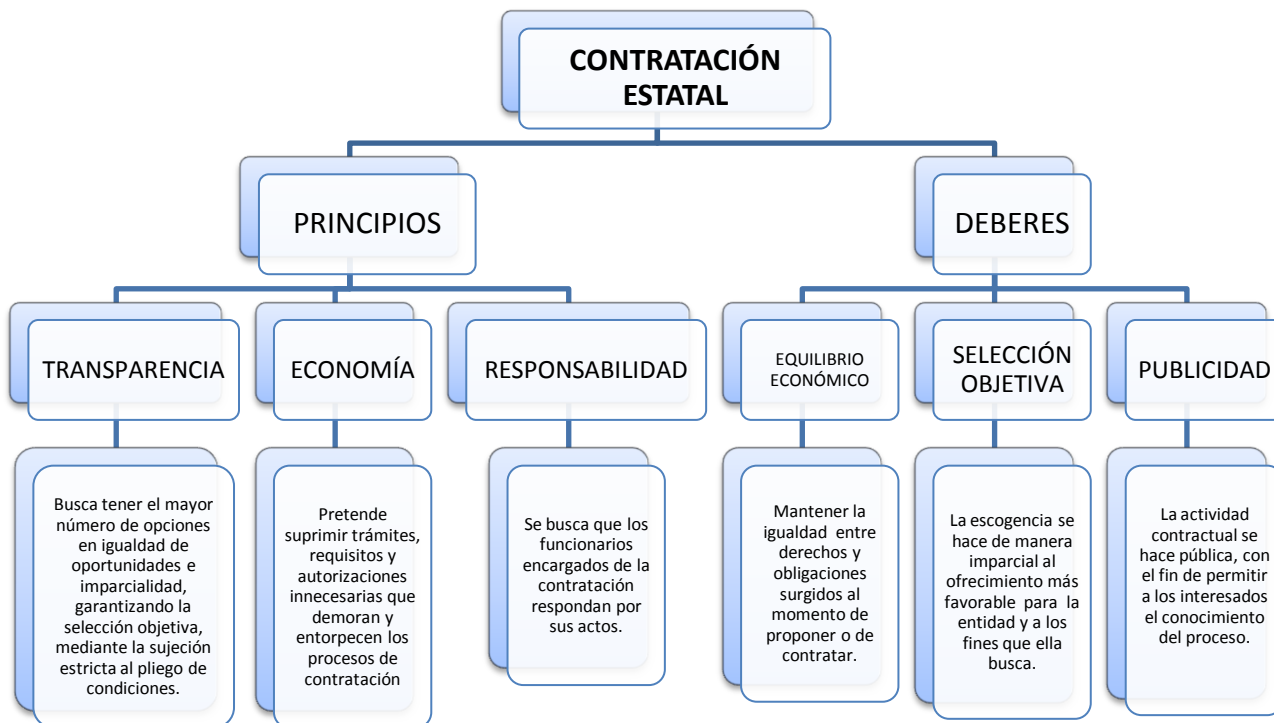 CONTRATACIÓN
ESTATAL
PRINCIPIOS
DEBERES
TRANSPARENCIA
ECONOMÍA
RESPONSABILIDAD
EQUILIBRIO
ECONÓMICO
SELECCIÓN
OBJETIVA
PUBLICIDAD
Busca tener el mayor
número de opciones
en igualdad de
oportunidades e
imparcialidad,
garantizando la
selección objetiva,
mediante la sujeción
estricta al pliego de
condiciones.
Pretende
suprimir trámites,
requisitos y
autorizaciones
innecesarias que
demoran y
entorpecen los
procesos de
contratación
Se busca que los
funcionarios
encargados de la
contratación
respondan por
sus actos.
Mantener la
igualdad entre
derechos y
obligaciones
surgidos al
momento de
proponer o de
contratar.
La escogencia se
hace de manera
imparcial al
ofrecimiento más
favorable para la
entidad y a los
fines que ella
busca.
La actividad
contractual se
hace pública, con
el fin de permitir
a los interesados
el conocimiento
del proceso.